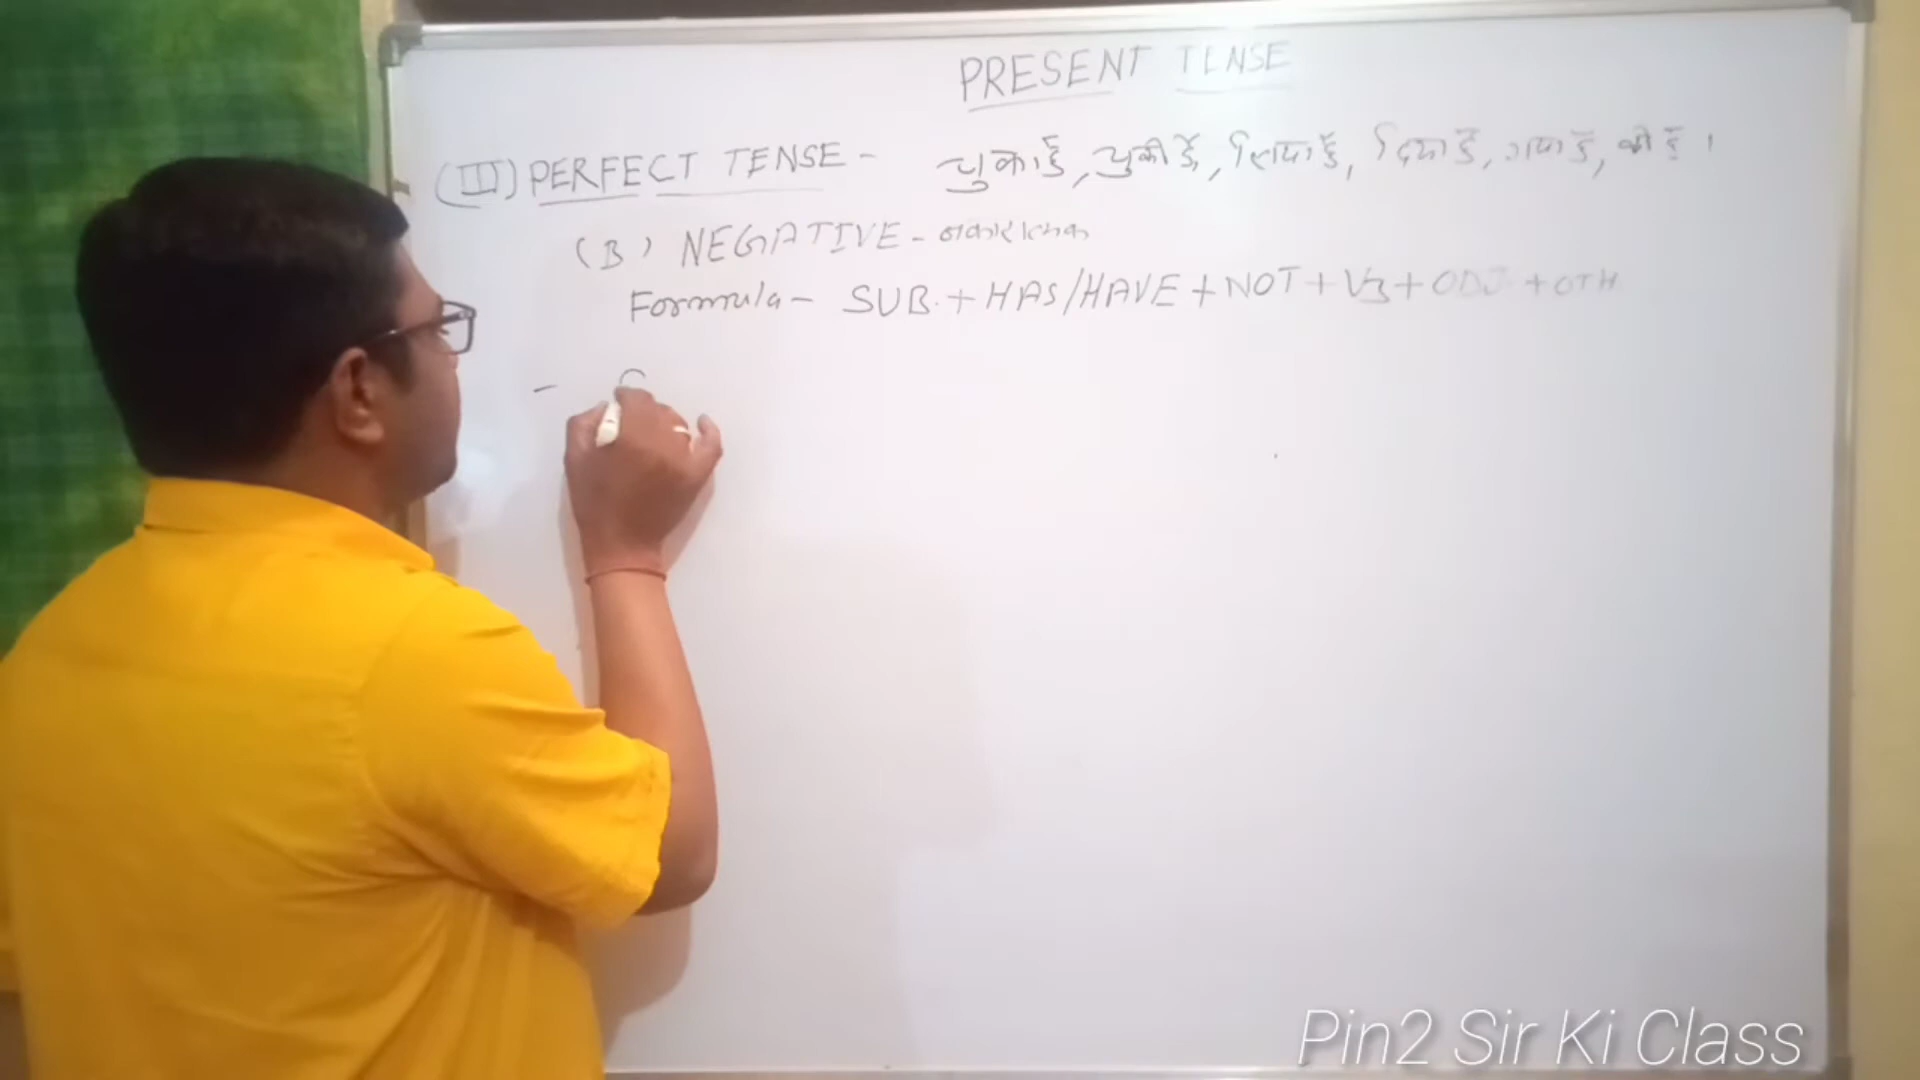 PRESENT TENSE
(III) PERFECT TENSE - चुका है, चुकी है, लिया है, दिया है, गया है, की है ।
(B) NEGATIVE - नकारात्मक
Formula - SUB. + HAS/HAVE + NOT + V3 + OBJ. + OTH
Pin2 Sir Ki Class